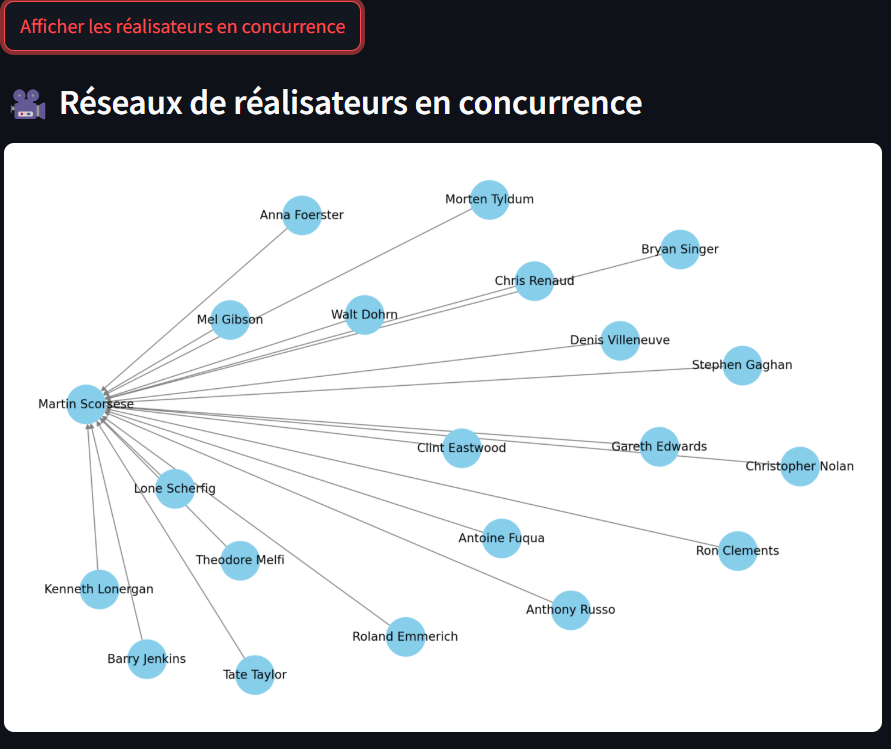 Afficher les réalisateurs en concurrence
Réseaux de réalisateurs en concurrence
Morten Tyldum
Anna Foerster
Bryan Singer
Chris Renaud
Walt Dohrn
Mel Gibson
Denis Villeneuve
Stephen Gaghan
Martin Scorsese
Clint Eastwood
Gareth Edwards
Christopher Nolan
Lone Scherfig
Antoine Fuqua
Ron Clements
Theodore Melfi
Kenneth Lonergan
Anthony Russo
Roland Emmerich
Barry Jenkins
Tate Taylor